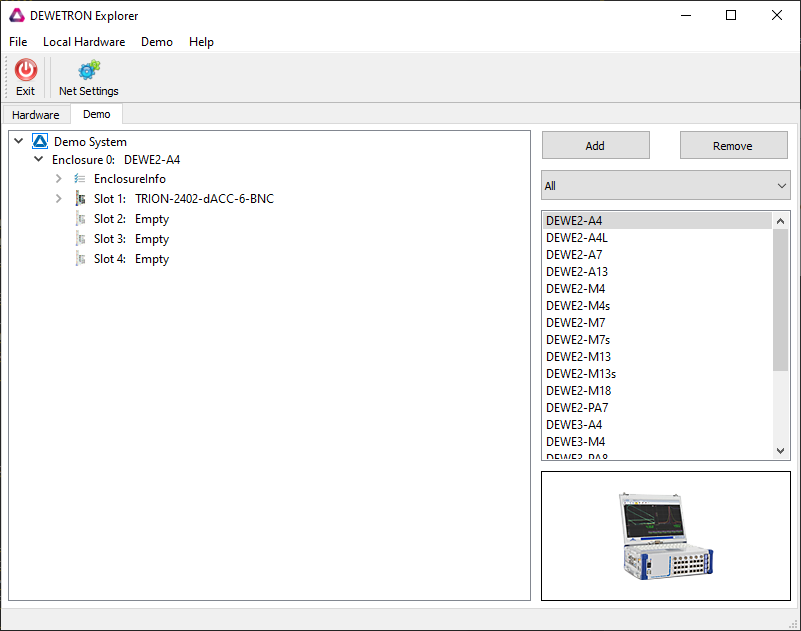 DEWETRON Explorer
File Local Hardware Demo Help
Exit Net Settings
Hardware Demo
Demo System
Enclosure 0: DEWE2-A4
EnclosureInfo
Slot 1: TRION-2402-dACC-6-BNC
Slot 2: Empty
Slot 3: Empty
Slot 4: Empty
Add Remove
All
DEWE2-A4
DEWE2-A4L
DEWE2-A7
DEWE2-A13
DEWE2-M4
DEWE2-M4s
DEWE2-M7
DEWE2-M7s
DEWE2-M13
DEWE2-M13s
DEWE2-M18
DEWE2-PA7
DEWE3-A4
DEWE3-M4
DEWE3-PA8